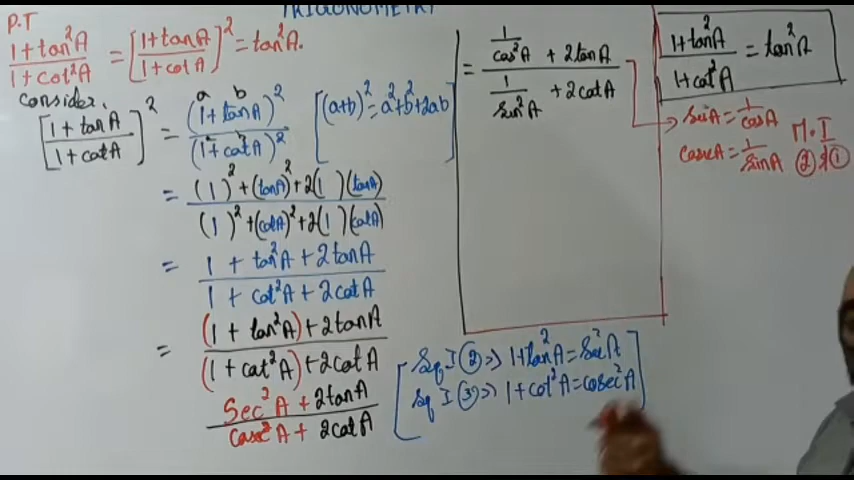 TRIGONOMETRY
P.T
1+tan²A/1+cot²A = [1+tanA/1+cotA]² = tan²A.
consider,
[1+tanA/1+cotA]² = (1+tanA)²/(1+cotA)² [(a+b)²=a²+b²+2ab]
a b
a b
= (1)²+(tanA)²+2(1)(tanA)/(1)²+(cotA)²+2(1)(cotA)
= 1+tan²A+2tanA/1+cot²A+2cotA
= (1+tan²A)+2tanA/(1+cot²A)+2cotA
Sec²A+2tanA/cosec²A+2cotA
[Sq I ② => 1+tan²A=Sec²A
Sq I ③ => 1+cot²A=cosec²A]
= 1/cos²A + 2tanA/1/sin²A + 2cotA
1+tan²A/1+cot²A = tan²A
secA=1/cosA
cosecA=1/sinA
M.I
②&①